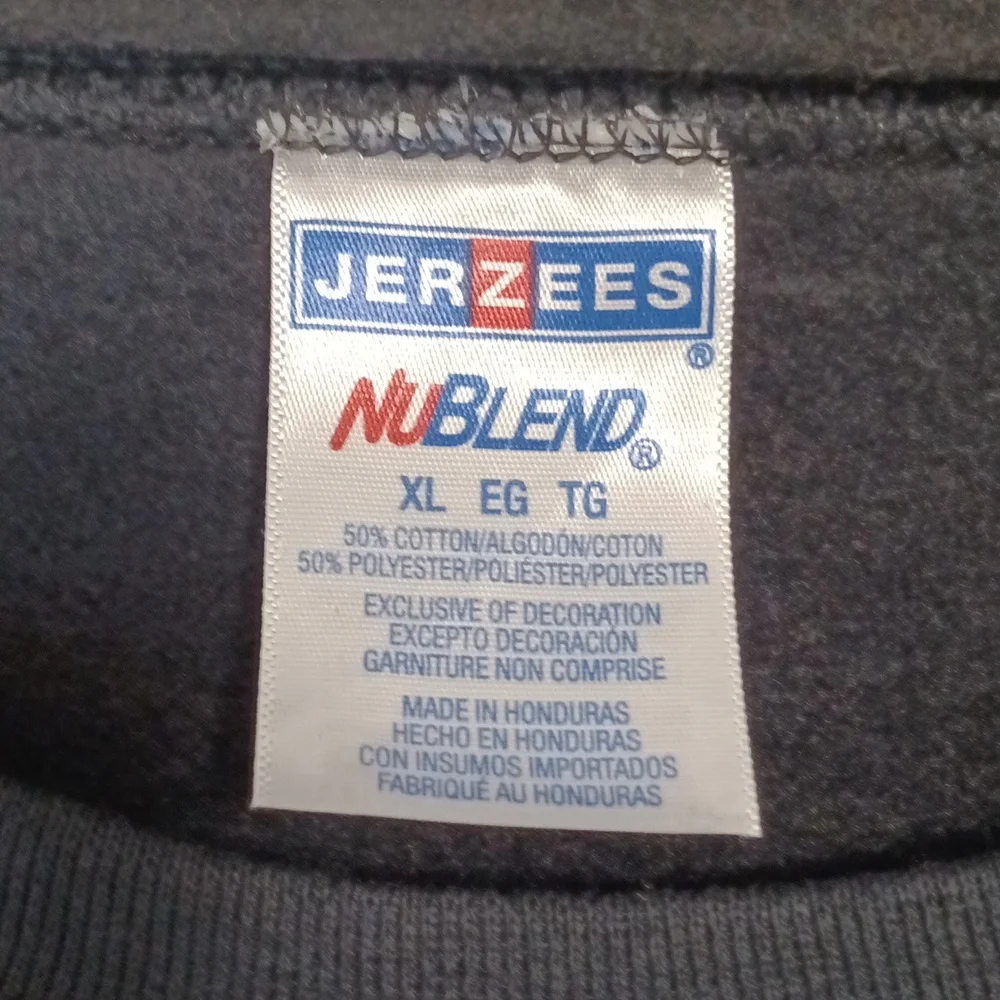 JERZEES®
NUBLEND®
XL EG TG
50% COTTON/ALGODÓN/COTON
50% POLYESTER/POLIÉSTER/POLYESTER
EXCLUSIVE OF DECORATION
EXCEPTO DECORACIÓN
GARNITURE NON COMPRISE
MADE IN HONDURAS
HECHO EN HONDURAS
CON INSUMOS IMPORTADOS
FABRIQUÉ AU HONDURAS